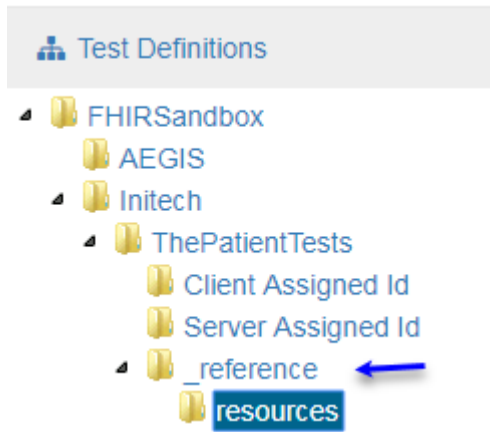 Test Definitions
FHIRSandbox
AEGIS
Initech
ThePatientTests
Client Assigned Id
Server Assigned Id
_reference
resources